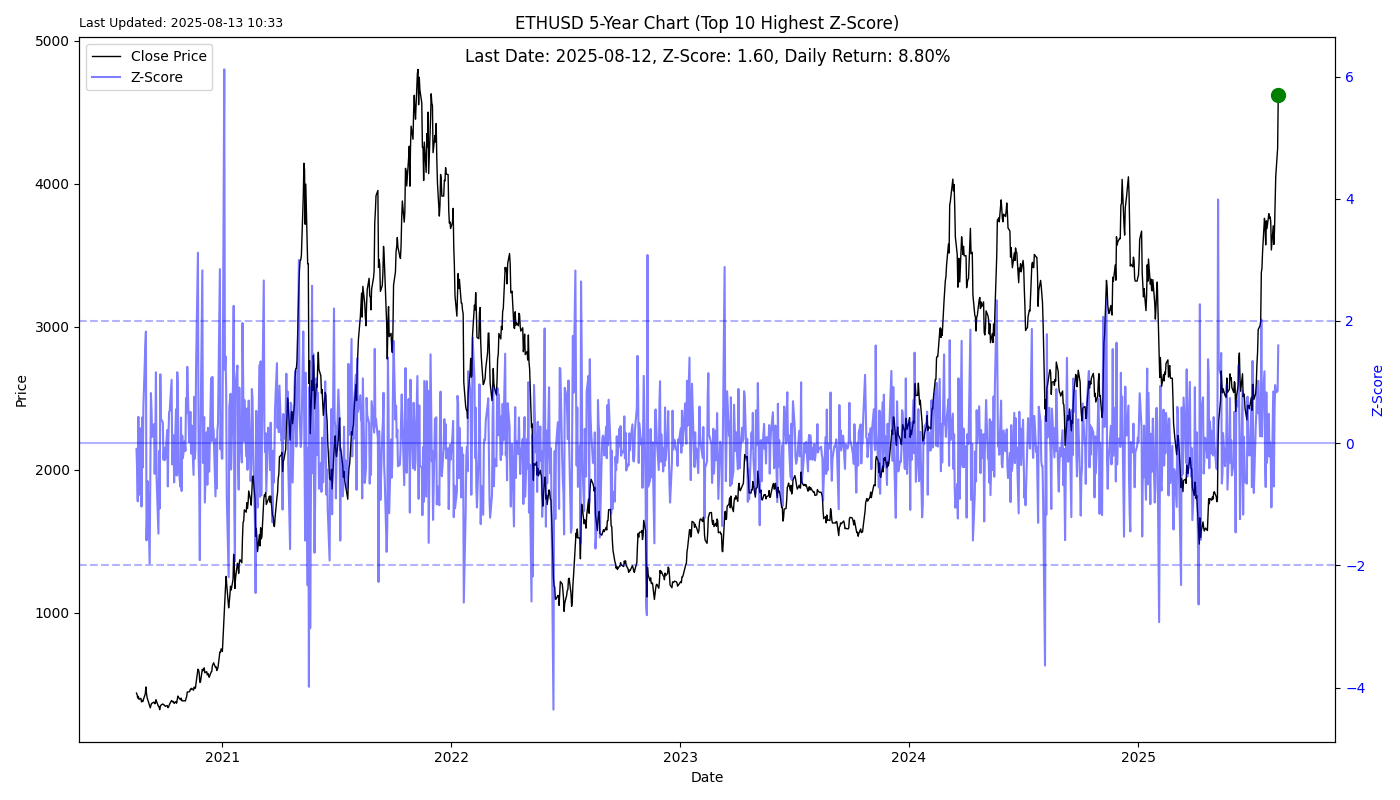 Last Updated: 2025-08-13 10:33
ETHUSD 5-Year Chart (Top 10 Highest Z-Score)
Last Date: 2025-08-12, Z-Score: 1.60, Daily Return: 8.80%
Close Price
Z-Score
5000
4000
3000
2000
1000
Price
6
4
2
0
−2
−4
Z-Score
2021
2022
2023
2024
2025
Date